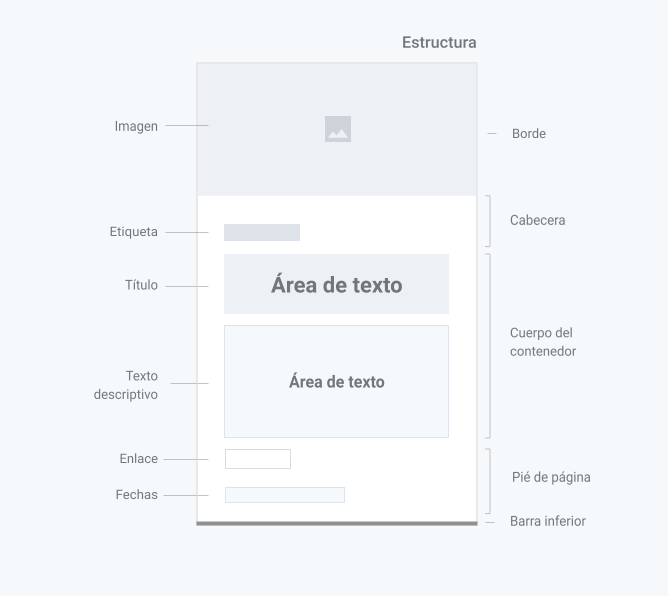 Estructura
Imagen
Borde
Cabecera
Etiqueta
Título
Área de texto
Cuerpo del
contenedor
Texto
descriptivo
Área de texto
Enlace
Pié de página
Fechas
Barra inferior